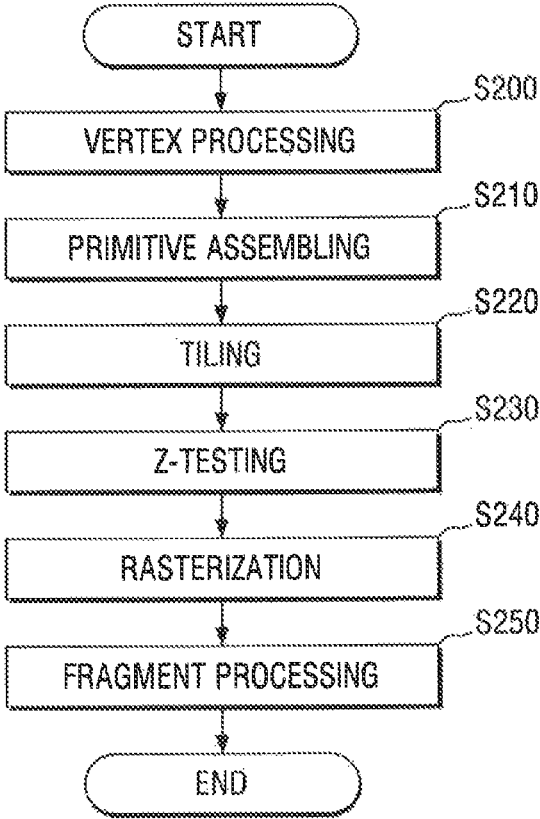 START
S200
VERTEX PROCESSING
S210
PRIMITIVE ASSEMBLING
S220
TILING
S230
Z-TESTING
S240
RASTERIZATION
S250
FRAGMENT PROCESSING
END